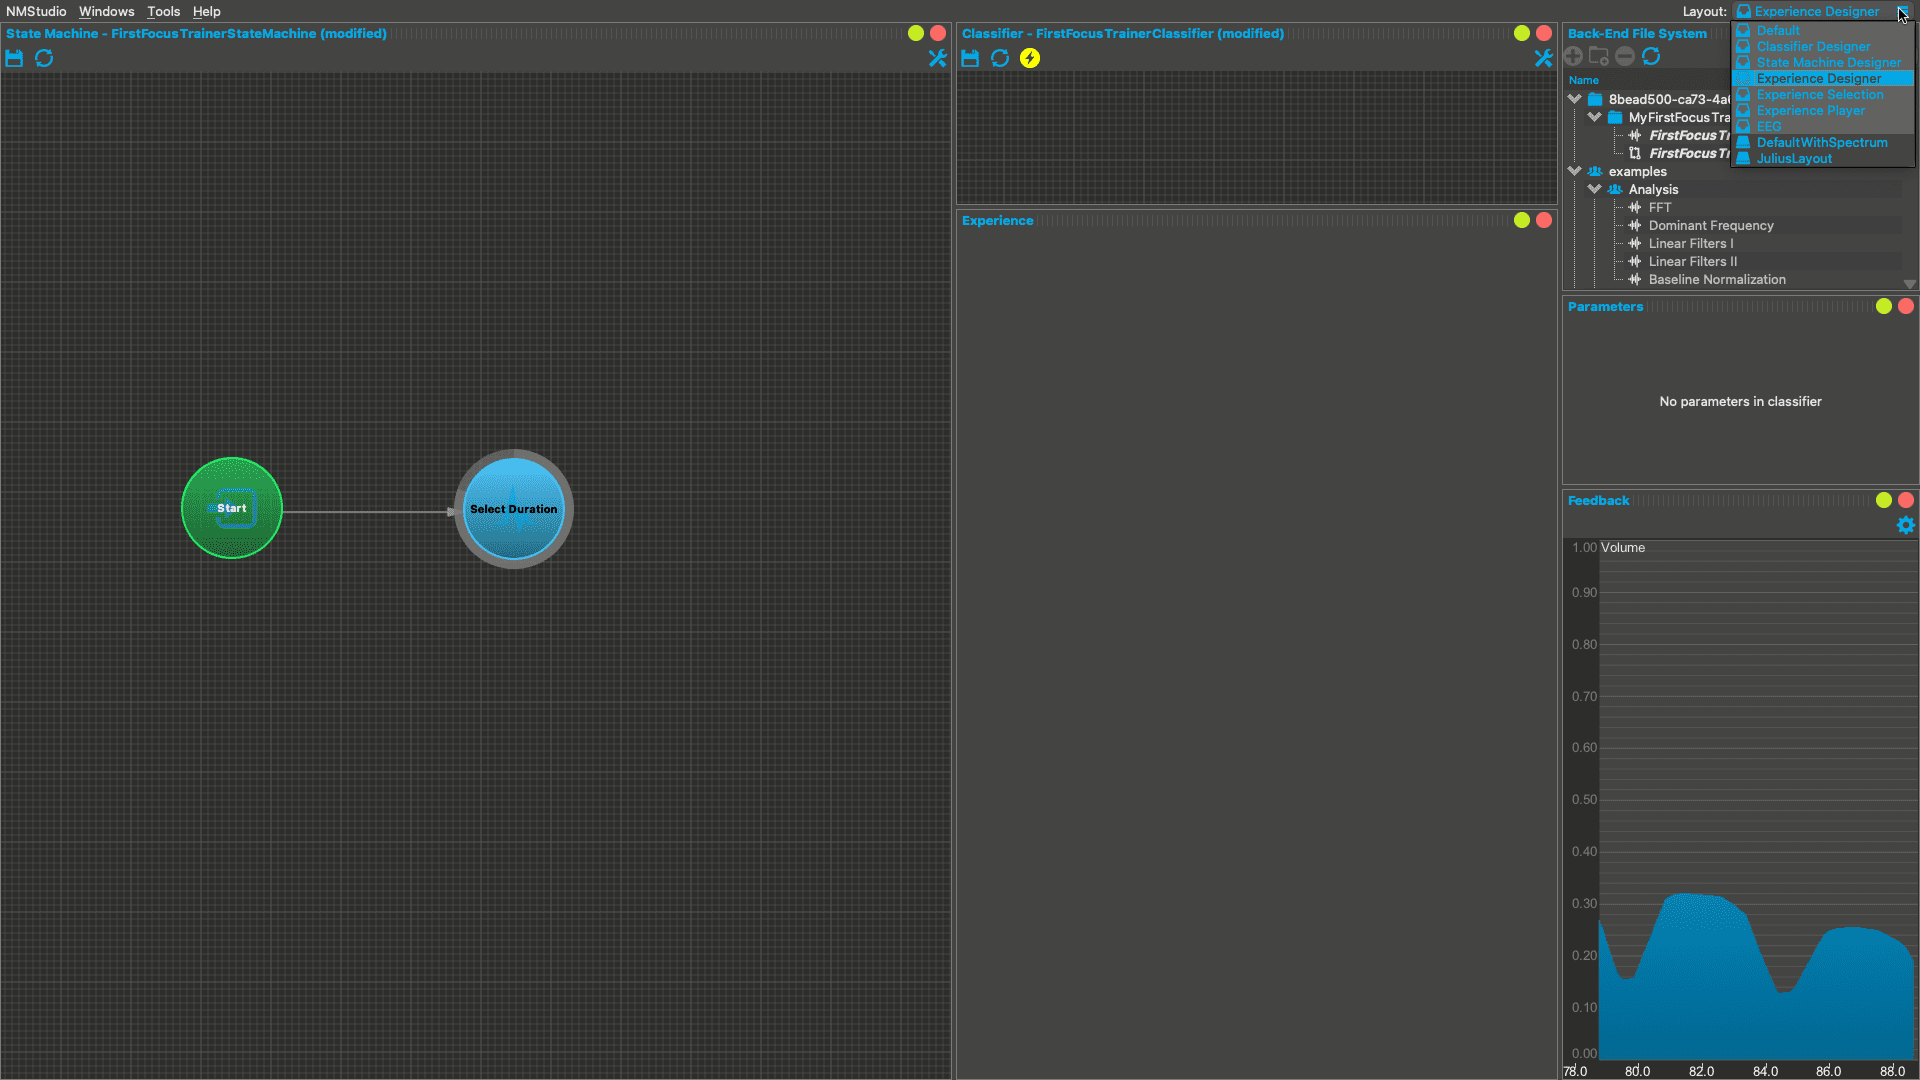 NMStudio Windows Tools Help
Layout: Experience Designer
State Machine - FirstFocusTrainerStateMachine (modified)
Start
Select Duration
Classifier - FirstFocusTrainerClassifier (modified)
Experience
Back-End File System
Default
Classifier Designer
State Machine Designer
Experience Designer
Experience Selection
Experience Player
EEG
DefaultWithSpectrum
JuliusLayout
Name
8bead500-ca73-4a
MyFirstFocusTra
FirstFocusTr
FirstFocusTr
examples
Analysis
FFT
Dominant Frequency
Linear Filters I
Linear Filters II
Baseline Normalization
Parameters
No parameters in classifier
Feedback
Volume
1.00
0.90
0.80
0.70
0.60
0.50
0.40
0.30
0.20
0.10
0.00
78.0 80.0 82.0 84.0 86.0 88.0